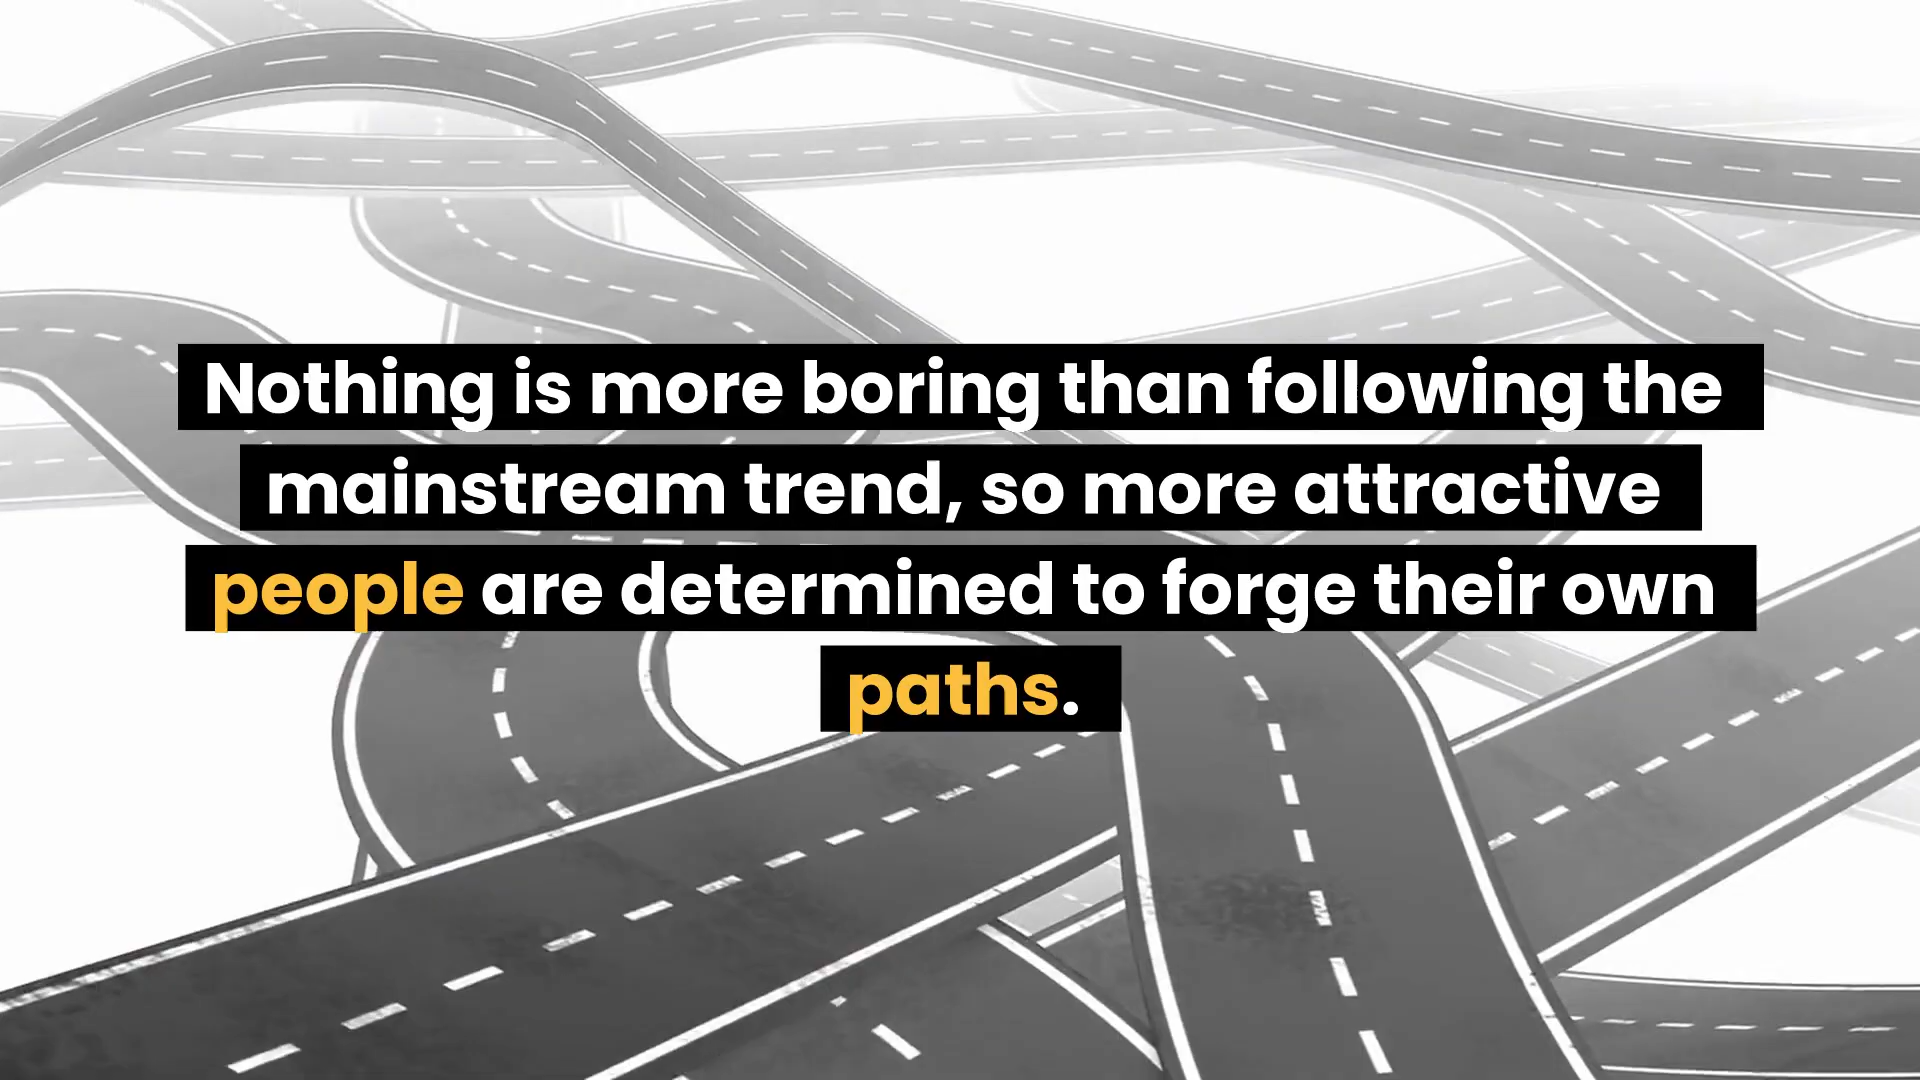 Nothing is more boring than following the
mainstream trend, so more attractive
people are determined to forge their own
paths.